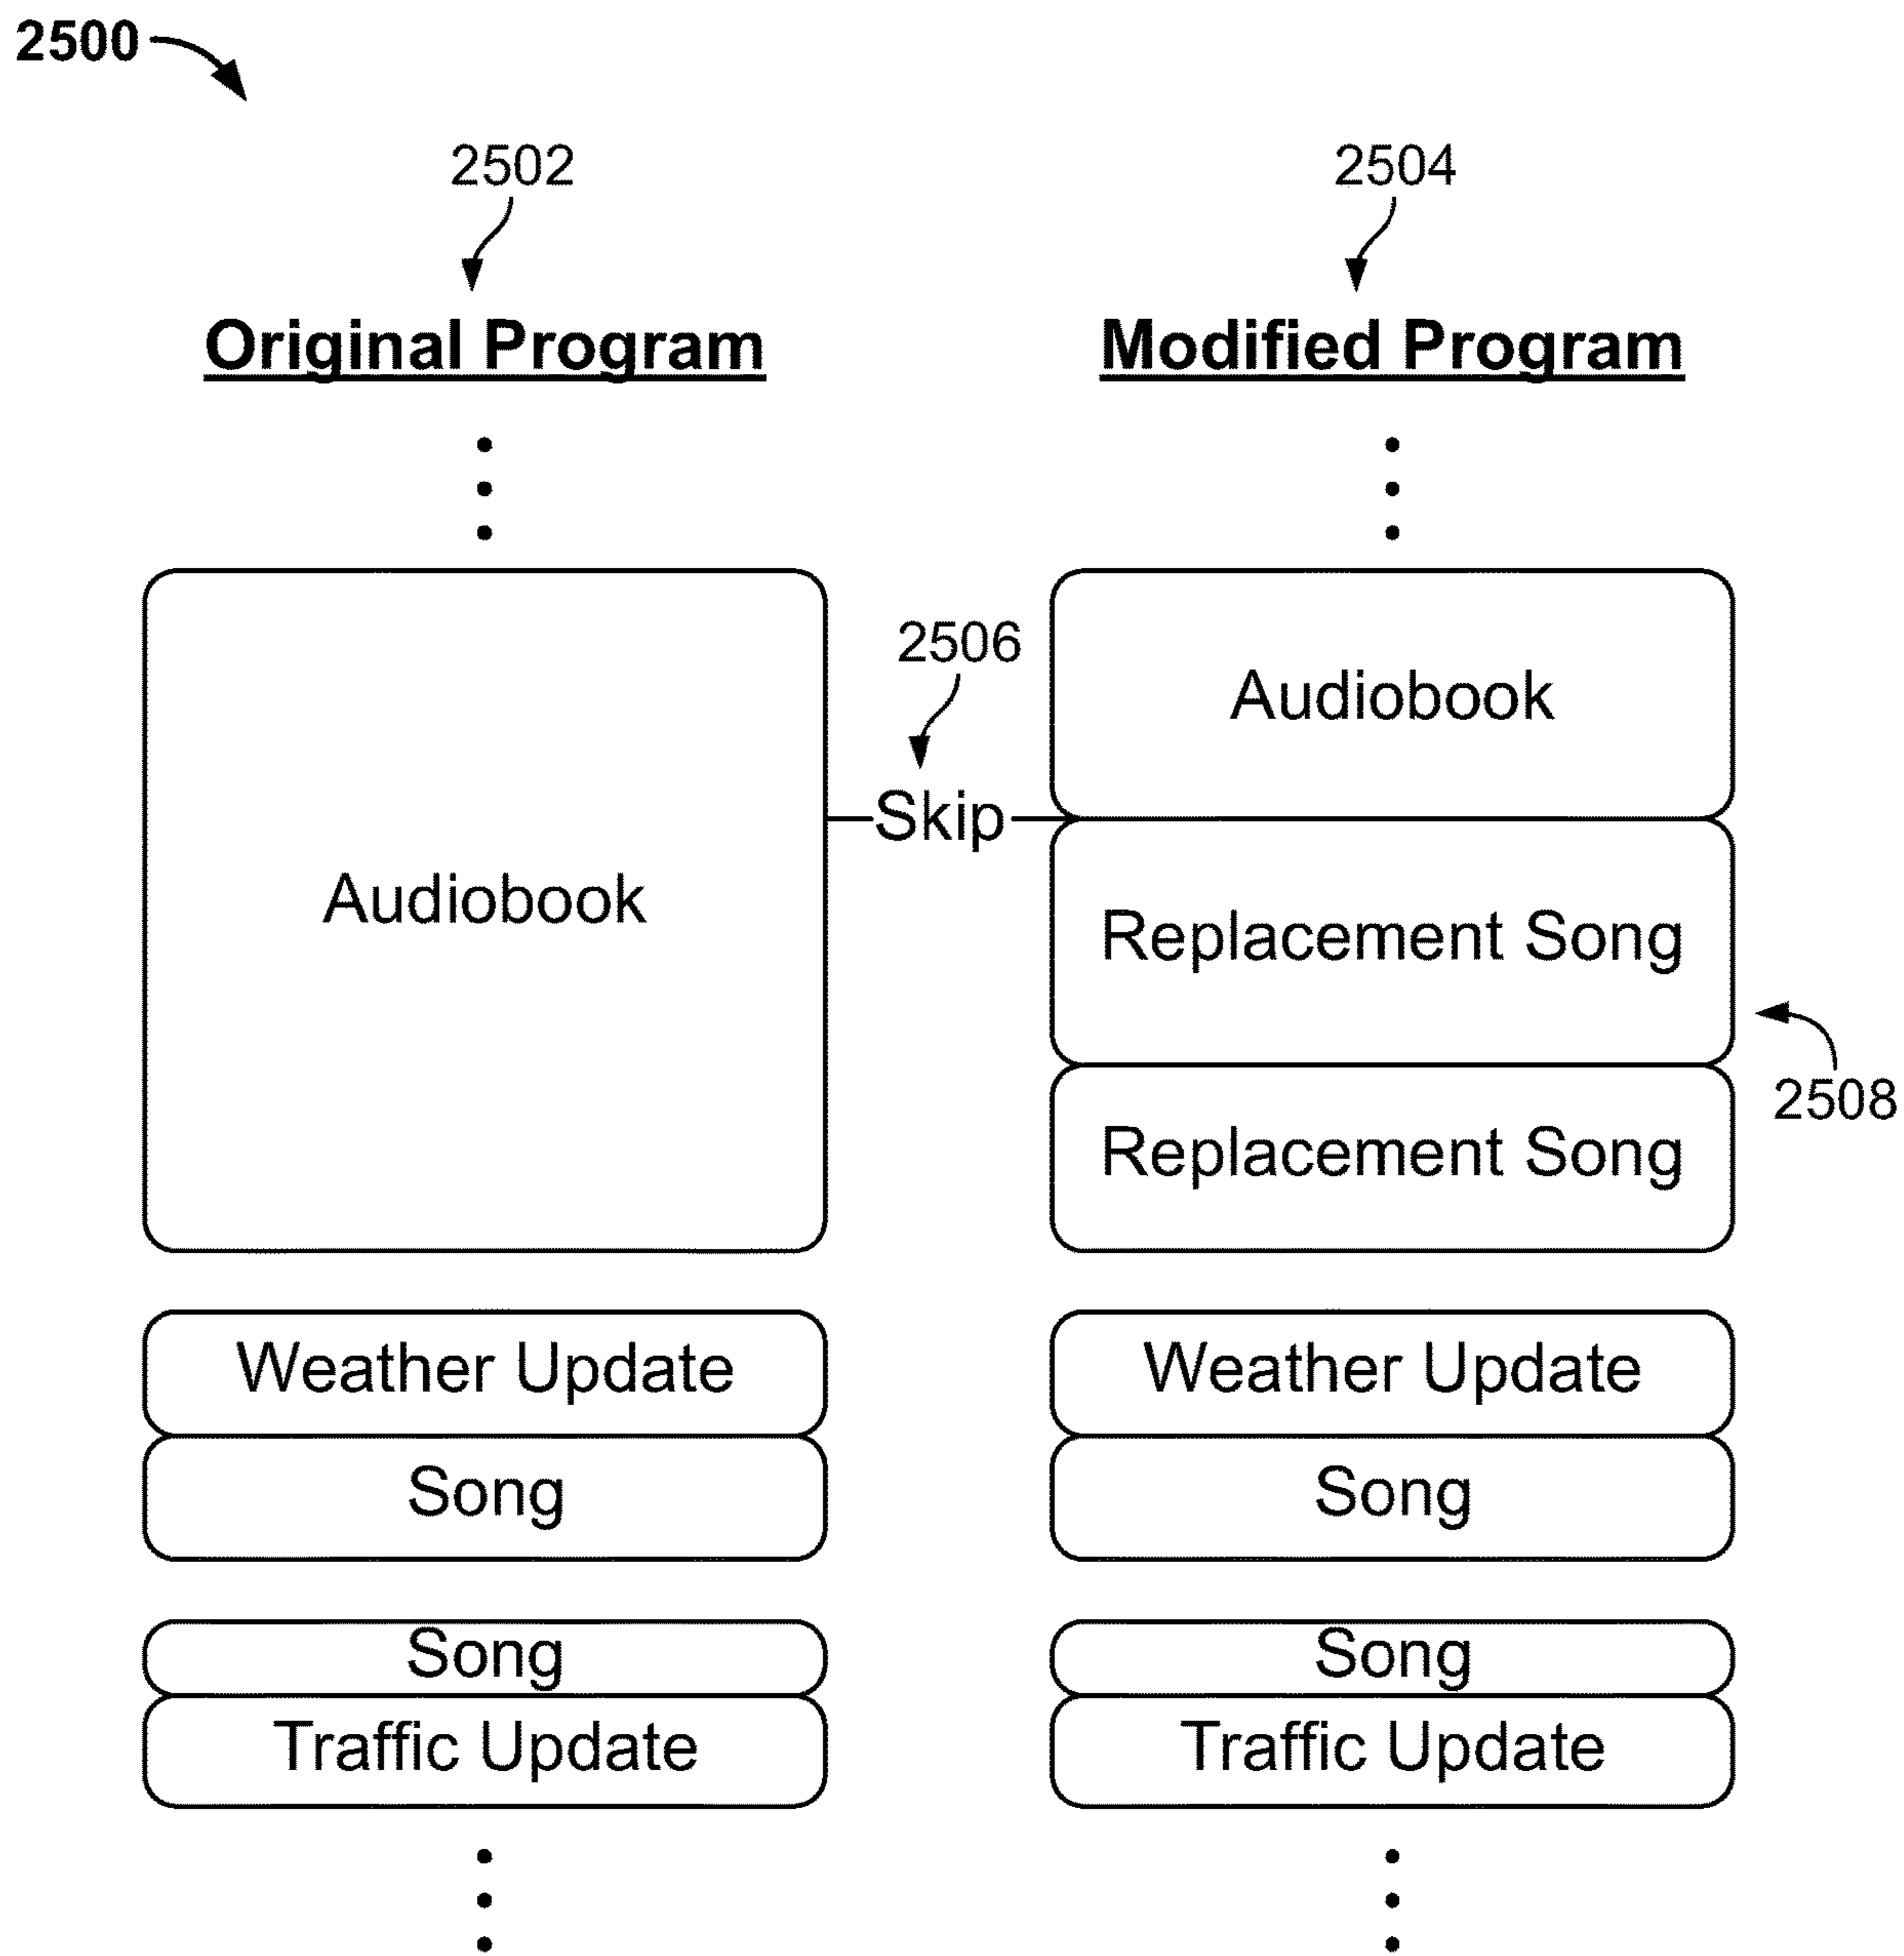 2500
2502
2504
Original Program
Modified Program
2506
Audiobook
Skip
Audiobook
Replacement Song
2508
Replacement Song
Weather Update
Weather Update
Song
Song
Song
Song
Traffic Update
Traffic Update